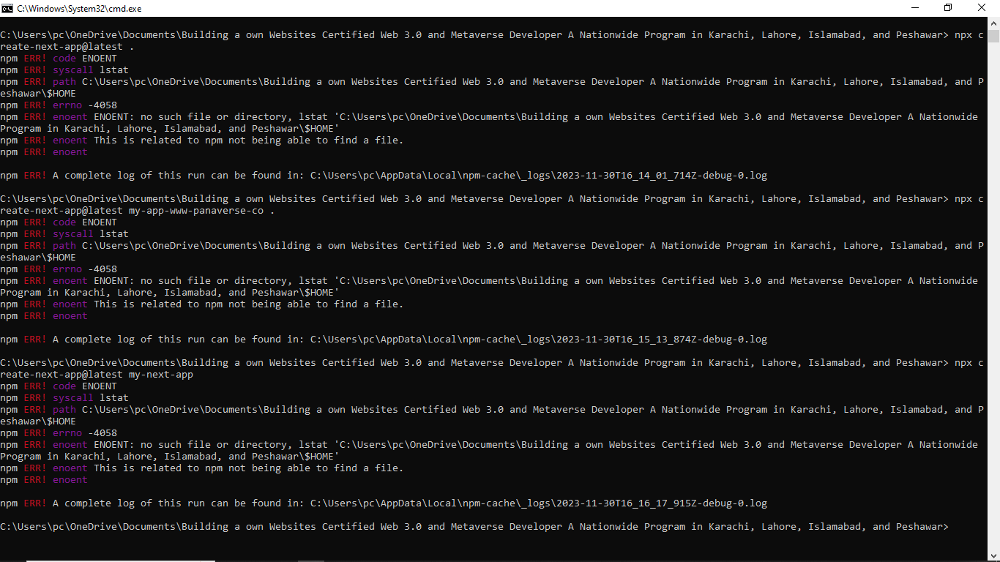 C:\Windows\System32\cmd.exe
C:\Users\pc\OneDrive\Documents\Building a own Websites Certified Web 3.0 and Metaverse Developer A Nationwide Program in Karachi, Lahore, Islamabad, and Peshawar> npx c
reate-next-app@latest .
npm ERR! code ENOENT
npm ERR! syscall lstat
npm ERR! path C:\Users\pc\OneDrive\Documents\Building a own Websites Certified Web 3.0 and Metaverse Developer A Nationwide Program in Karachi, Lahore, Islamabad, and P
eshawar\$HOME
npm ERR! errno -4058
npm ERR! enoent ENOENT: no such file or directory, lstat 'C:\Users\pc\OneDrive\Documents\Building a own Websites Certified Web 3.0 and Metaverse Developer A Nationwide
Program in Karachi, Lahore, Islamabad, and Peshawar\$HOME'
npm ERR! enoent This is related to npm not being able to find a file.
npm ERR! enoent
npm ERR! A complete log of this run can be found in: C:\Users\pc\AppData\Local\npm-cache\_logs\2023-11-30T16_14_01_714Z-debug-0.log
C:\Users\pc\OneDrive\Documents\Building a own Websites Certified Web 3.0 and Metaverse Developer A Nationwide Program in Karachi, Lahore, Islamabad, and Peshawar> npx c
reate-next-app@latest my-app-www-panaverse-co .
npm ERR! code ENOENT
npm ERR! syscall lstat
npm ERR! path C:\Users\pc\OneDrive\Documents\Building a own Websites Certified Web 3.0 and Metaverse Developer A Nationwide Program in Karachi, Lahore, Islamabad, and P
eshawar\$HOME
npm ERR! errno -4058
npm ERR! enoent ENOENT: no such file or directory, lstat 'C:\Users\pc\OneDrive\Documents\Building a own Websites Certified Web 3.0 and Metaverse Developer A Nationwide
Program in Karachi, Lahore, Islamabad, and Peshawar\$HOME'
npm ERR! enoent This is related to npm not being able to find a file.
npm ERR! enoent
npm ERR! A complete log of this run can be found in: C:\Users\pc\AppData\Local\npm-cache\_logs\2023-11-30T16_15_13_874Z-debug-0.log
C:\Users\pc\OneDrive\Documents\Building a own Websites Certified Web 3.0 and Metaverse Developer A Nationwide Program in Karachi, Lahore, Islamabad, and Peshawar> npx c
reate-next-app@latest my-next-app
npm ERR! code ENOENT
npm ERR! syscall lstat
npm ERR! path C:\Users\pc\OneDrive\Documents\Building a own Websites Certified Web 3.0 and Metaverse Developer A Nationwide Program in Karachi, Lahore, Islamabad, and P
eshawar\$HOME
npm ERR! errno -4058
npm ERR! enoent ENOENT: no such file or directory, lstat 'C:\Users\pc\OneDrive\Documents\Building a own Websites Certified Web 3.0 and Metaverse Developer A Nationwide
Program in Karachi, Lahore, Islamabad, and Peshawar\$HOME'
npm ERR! enoent This is related to npm not being able to find a file.
npm ERR! enoent
npm ERR! A complete log of this run can be found in: C:\Users\pc\AppData\Local\npm-cache\_logs\2023-11-30T16_16_17_915Z-debug-0.log
C:\Users\pc\OneDrive\Documents\Building a own Websites Certified Web 3.0 and Metaverse Developer A Nationwide Program in Karachi, Lahore, Islamabad, and Peshawar>